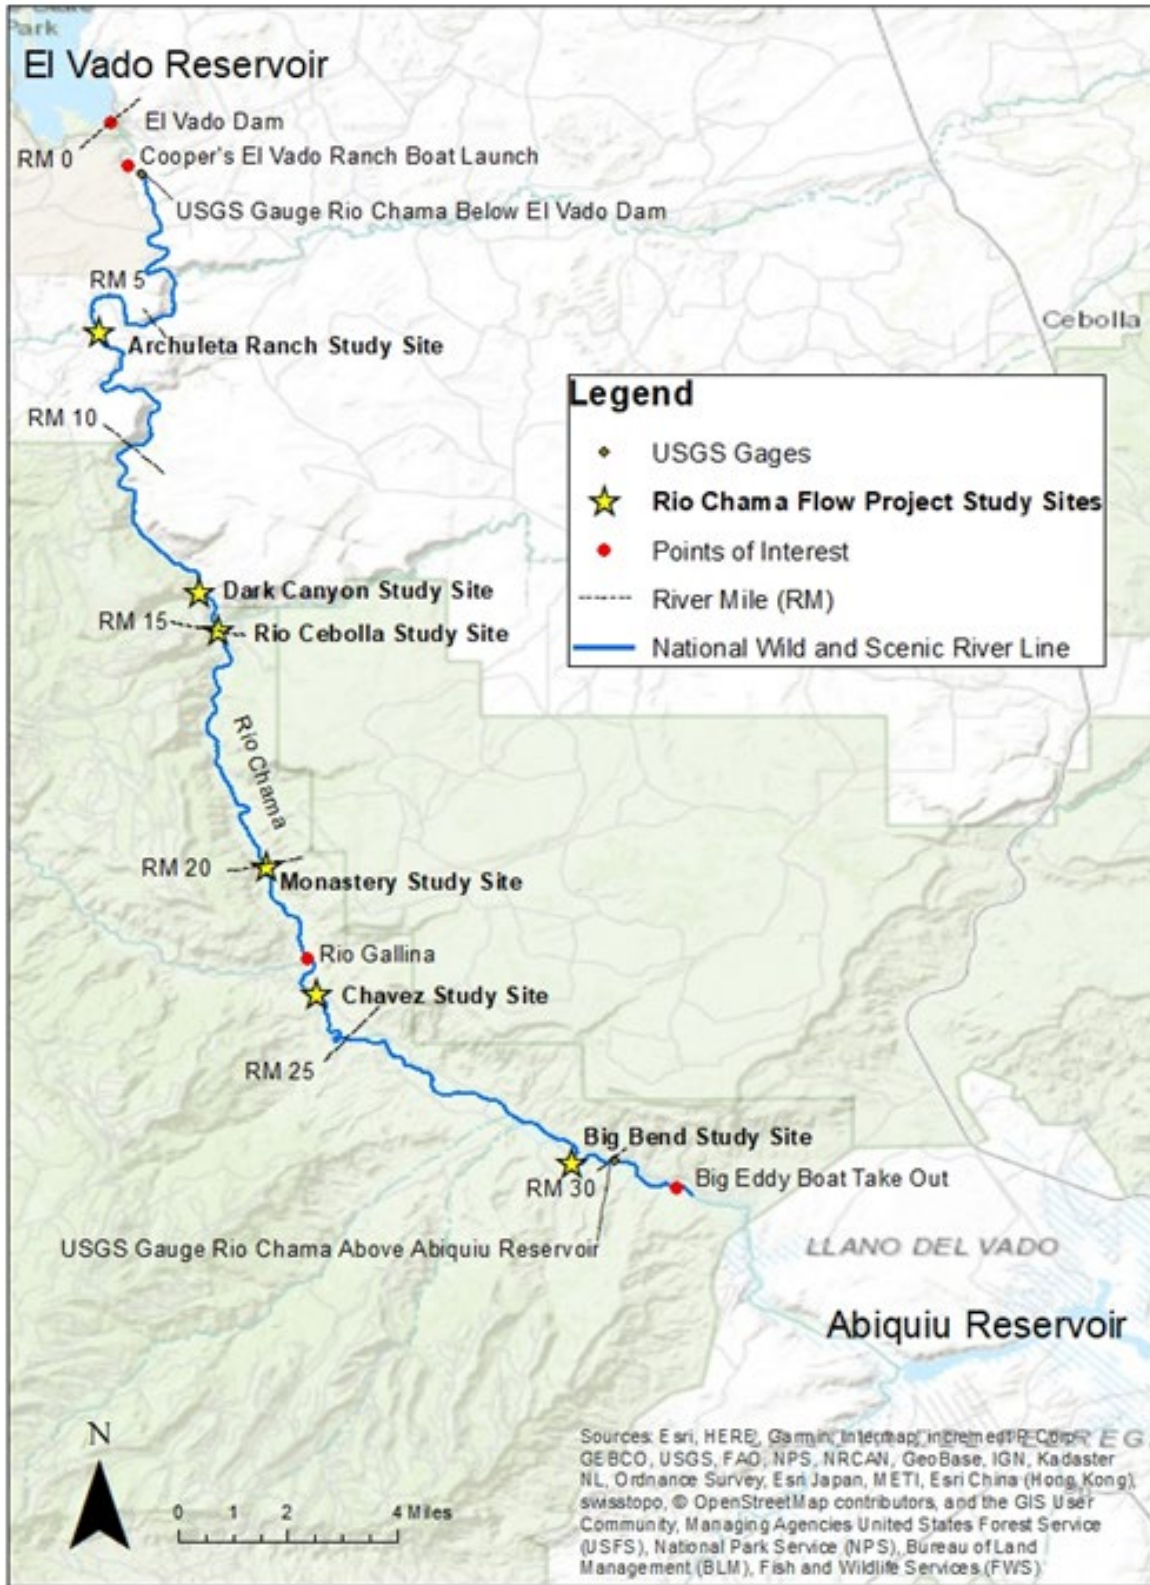 Park
El Vado Reservoir
El Vado Dam
RM 0
Cooper's El Vado Ranch Boat Launch
USGS Gauge Rio Chama Below El Vado Dam
RM 5
Cebolla
Archuleta Ranch Study Site
Legend
USGS Gages
Rio Chama Flow Project Study Sites
Points of Interest
River Mile (RM)
National Wild and Scenic River Line
RM 10
Dark Canyon Study Site
RM 15
Rio Cebolla Study Site
Rio Chama
RM 20
Monastery Study Site
Rio Gallina
Chavez Study Site
RM 25
Big Bend Study Site
RM 30
Big Eddy Boat Take Out
USGS Gauge Rio Chama Above Abiquiu Reservoir
LLANO DEL VADO
Abiquiu Reservoir
N
0 1 2 4 Miles
Sources: Esri, HERE, Garmin, Intermap, increment P Corp.,
GEBCO, USGS, FAO, NPS, NRCAN, GeoBase, IGN, Kadaster
NL, Ordnance Survey, Esri Japan, METI, Esri China (Hong Kong),
swisstopo, © OpenStreetMap contributors, and the GIS User
Community, Managing Agencies United States Forest Service
(USFS), National Park Service (NPS), Bureau of Land
Management (BLM), Fish and Wildlife Services (FWS)